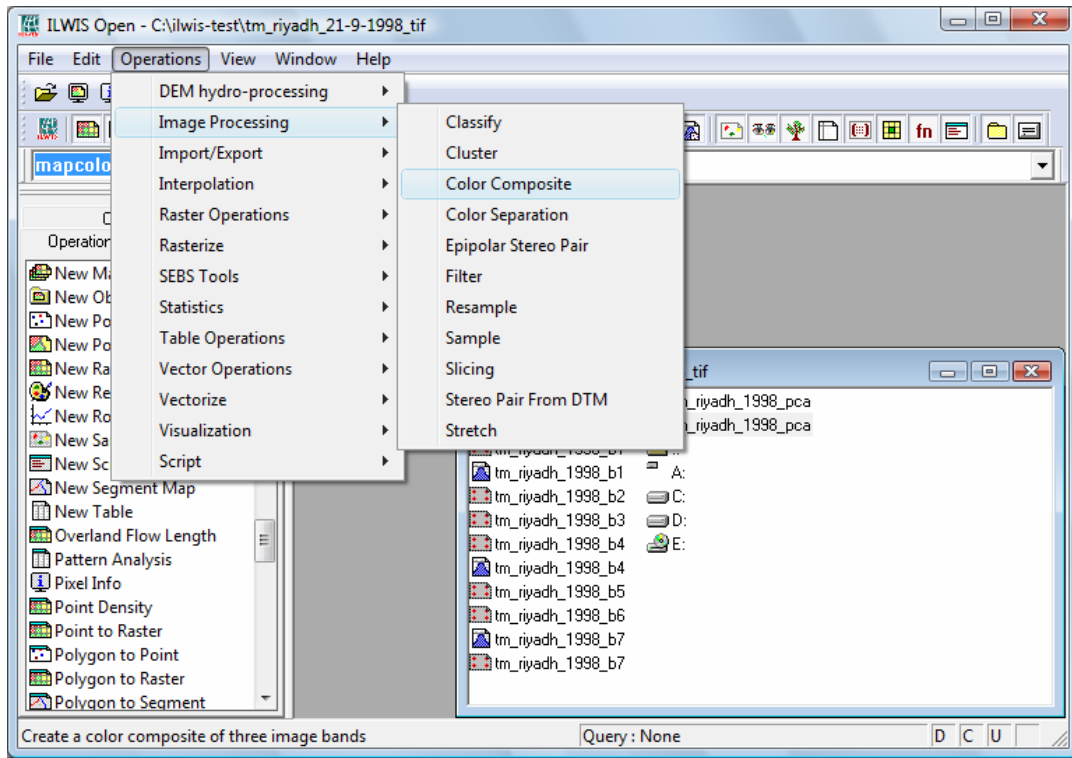 ILWIS Open - C:\ilwis-test\tm_riyadh_21-9-1998_tif
File Edit Operations View Window Help
ILWIS
fn
mapcolo
Operation
New Ma
New Ob
New Po
New Po
New Ra
New Re
New Ro
New Sa
New Sc
New Segment Map
New Table
Overland Flow Length
Pattern Analysis
Pixel Info
Point Density
Point to Raster
Polygon to Point
Polygon to Raster
Polygon to Segment
DEM hydro-processing
Image Processing
Import/Export
Interpolation
Raster Operations
Rasterize
SEBS Tools
Statistics
Table Operations
Vector Operations
Vectorize
Visualization
Script
Classify
Cluster
Color Composite
Color Separation
Epipolar Stereo Pair
Filter
Resample
Sample
Slicing
Stereo Pair From DTM
Stretch
_tif
_riyadh_1998_pca
_riyadh_1998_pca
tm_riyadh_1998_b1
tm_riyadh_1998_b1
tm_riyadh_1998_b2
tm_riyadh_1998_b3
tm_riyadh_1998_b4
tm_riyadh_1998_b4
tm_riyadh_1998_b5
tm_riyadh_1998_b6
tm_riyadh_1998_b7
tm_riyadh_1998_b7
..
A:
C:
D:
E:
Create a color composite of three image bands
Query : None
D C U